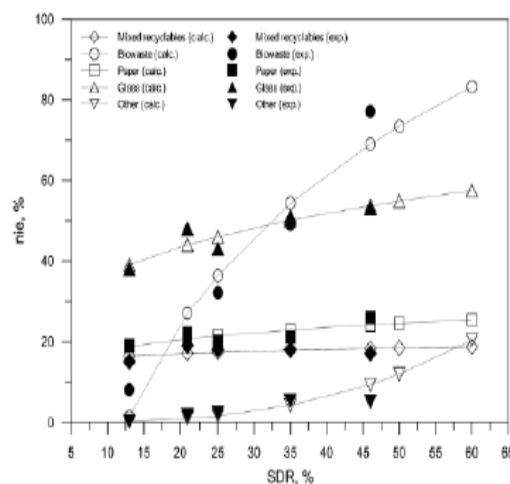 100
80
60
40
20
0
nie, %
Mixed recyclables (calc.) Mixed recyclables (exp.)
Biowaste (calc.) Biowaste (exp.)
Paper (calc.) Paper (exp.)
Glass (calc.) Glass (exp.)
Other (calc.) Other (exp.)
5 10 15 20 25 30 35 40 45 50 55 60 65
SDR, %